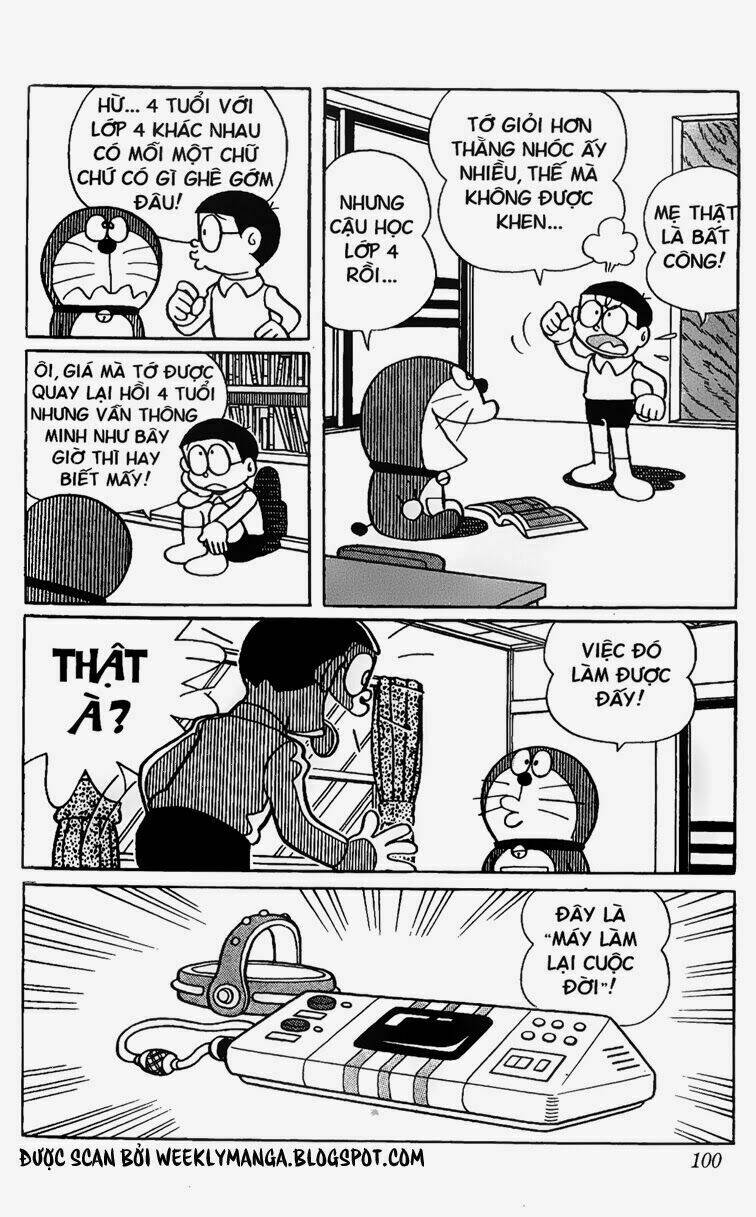 MẸ THẬT
LÀ BẤT
CÔNG!
TỚ GIỎI HƠN
THẰNG NHÓC ẤY
NHIỀU, THẾ MÀ
KHÔNG ĐƯỢC
KHEN...
NHƯNG
CẬU HỌC
LỚP 4
RỒI...
HỪ... 4 TUỔI VỚI
LỚP 4 KHÁC NHAU
CÓ MỖI MỘT CHỮ
CHỨ CÓ GÌ GHÊ GỚM
ĐÂU!
ÔI, GIÁ MÀ TỚ ĐƯỢC
QUAY LẠI HỒI 4 TUỔI
NHƯNG VẪN THÔNG
MINH NHƯ BÂY
GIỜ THÌ HAY
BIẾT MẤY!
VIỆC ĐÓ
LÀM ĐƯỢC
ĐẤY!
THẬT
À?
ĐÂY LÀ
"MÁY LÀM
LẠI CUỘC
ĐỜI"!
ĐƯỢC SCAN BỞI WEEKLYMANGA.BLOGSPOT.COM
100